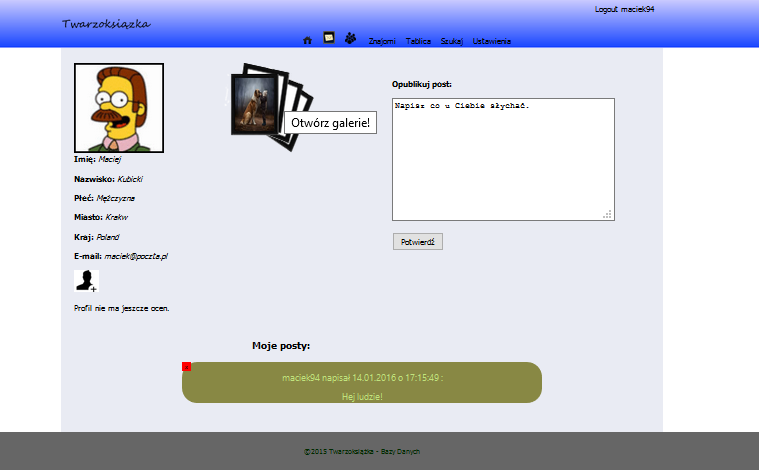 Logout maciek94
Twarzoksiążka
Znajomi Tablica Szukaj Ustawienia
Otwórz galerie!
Opublikuj post:
Napisz co u Ciebie słychać.
Potwierdź
Imię: Maciej
Nazwisko: Kubicki
Płeć: Mężczyzna
Miasto: Krakw
Kraj: Poland
E-mail: maciek@poczta.pl
Profil nie ma jeszcze ocen.
Moje posty:
x
maciek94 napisał 14.01.2016 o 17:15:49 :
Hej ludzie!
©2015 Twarzoksiążka - Bazy Danych